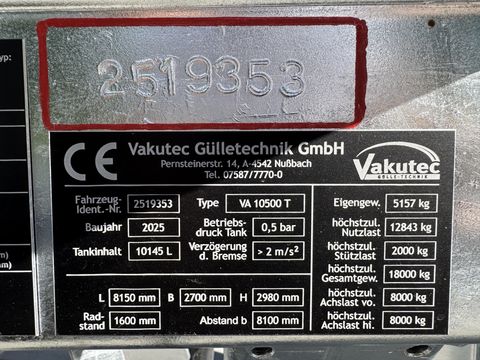 yp:
2519353
CE Vakutec Gülletechnik GmbH
Pernsteinerstr. 14, A-4542 Nußbach
Tel. 07587/7770-0
Vakutec
GÜLLE-TECHNIK
Fahrzeug-Ident.-Nr. 2519353 Type VA 10500 T
Baujahr 2025 Betriebs-druck Tank 0,5 bar
Tankinhalt 10145 L Verzögerung d. Bremse > 2 m/s²
L 8150 mm B 2700 mm H 2980 mm
Rad-stand 1600 mm Abstand b 8100 mm
Eigengew. 5157 kg
höchstzul. Nutzlast 12843 kg
höchstzul. Stützlast 2000 kg
höchstzul. Gesamtgew. 18000 kg
höchstzul. Achslast vo. 8000 kg
höchstzul. Achslast hi. 8000 kg